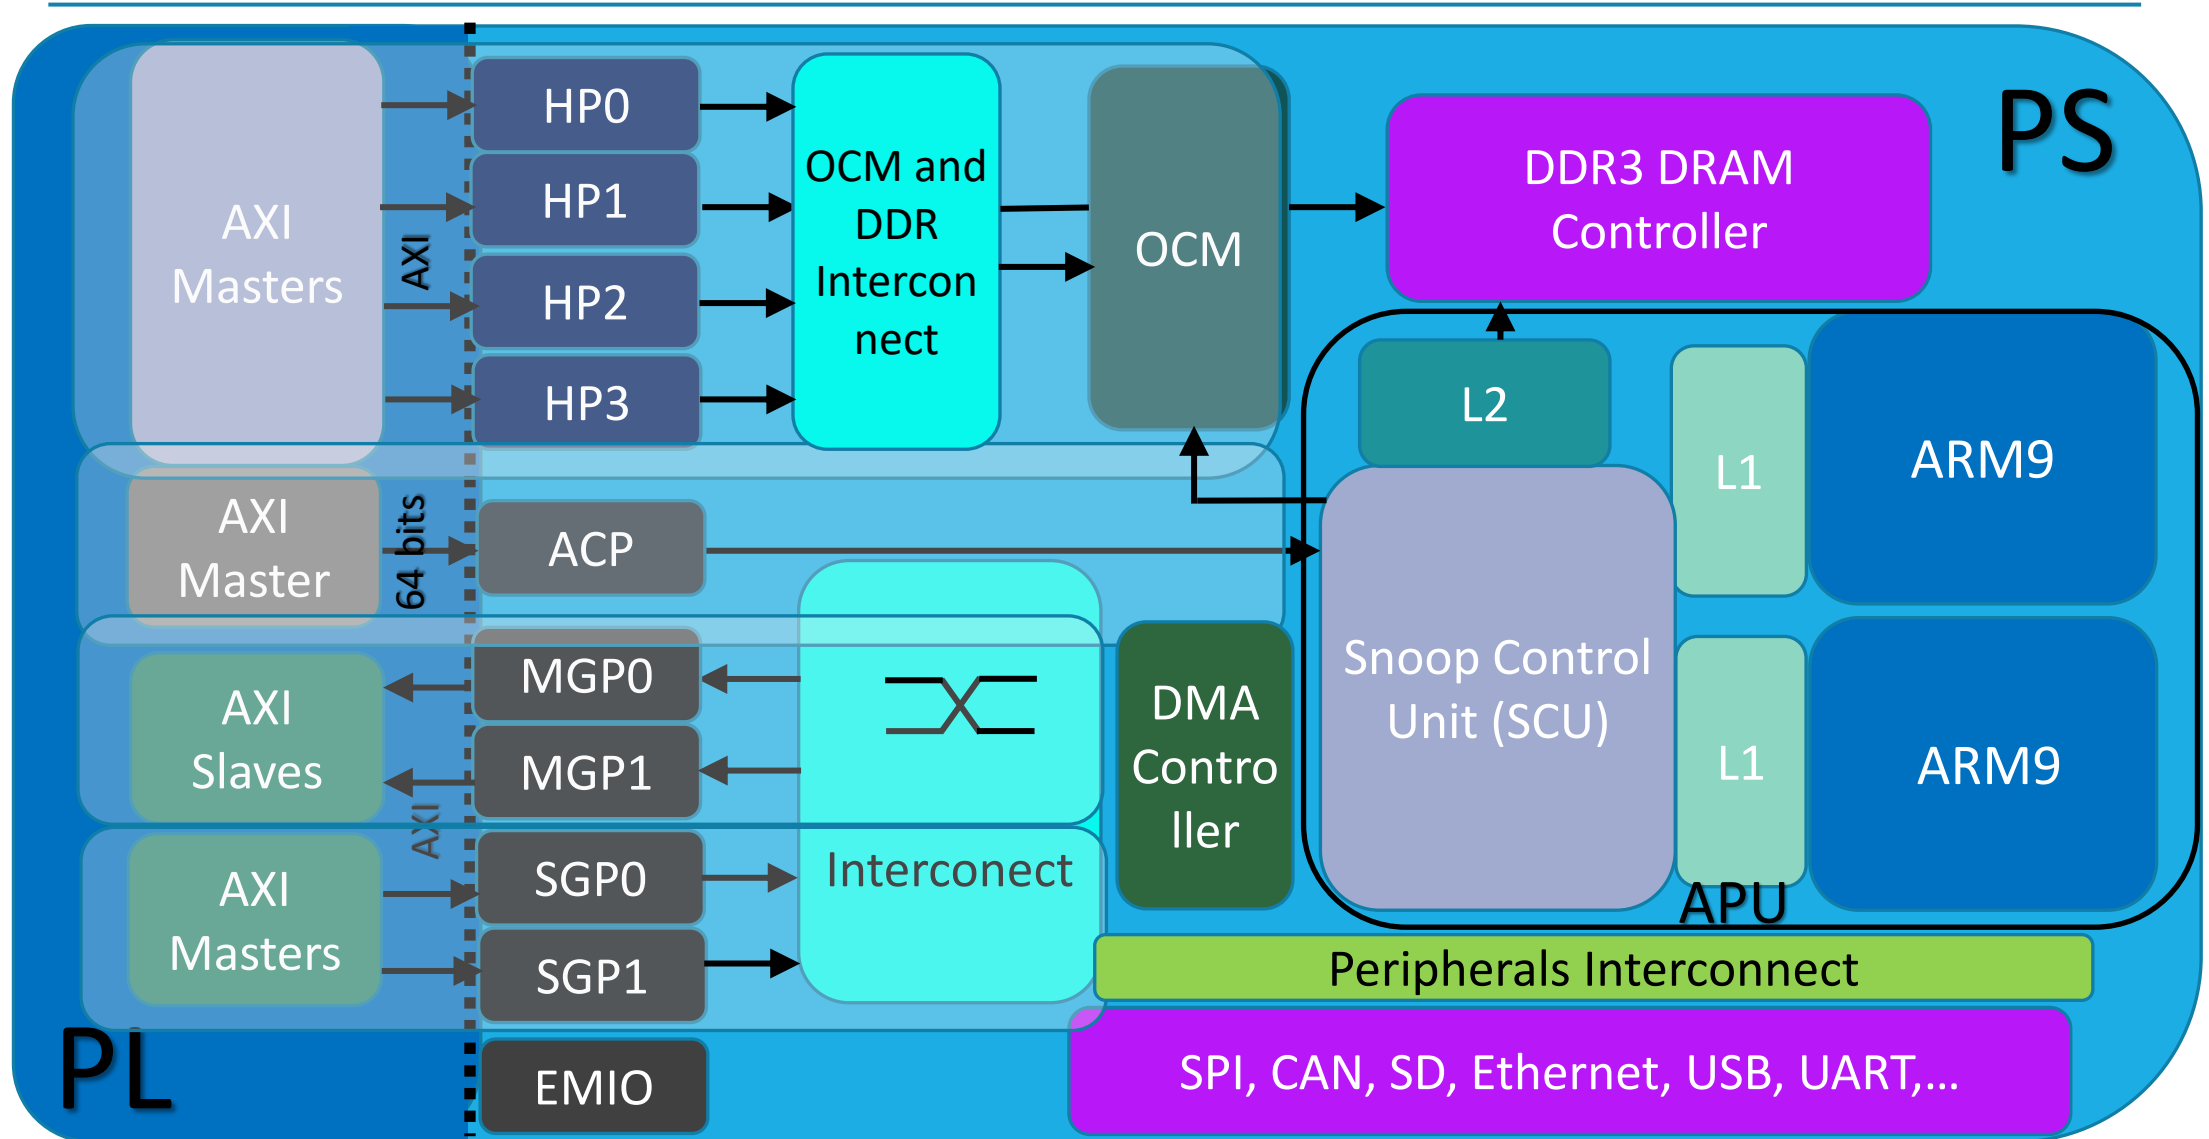 PS
AXI
Masters
AXI
HP0
HP1
HP2
HP3
OCM and
DDR
Intercon
nect
OCM
DDR3 DRAM
Controller
L2
L1
ARM9
AXI
Master
64 bits
ACP
Snoop Control
Unit (SCU)
L1
ARM9
APU
AXI
Slaves
MGP0
MGP1
AXI
DMA
Contro
ller
AXI
Masters
SGP0
SGP1
Interconect
Peripherals Interconnect
PL
EMIO
SPI, CAN, SD, Ethernet, USB, UART,...